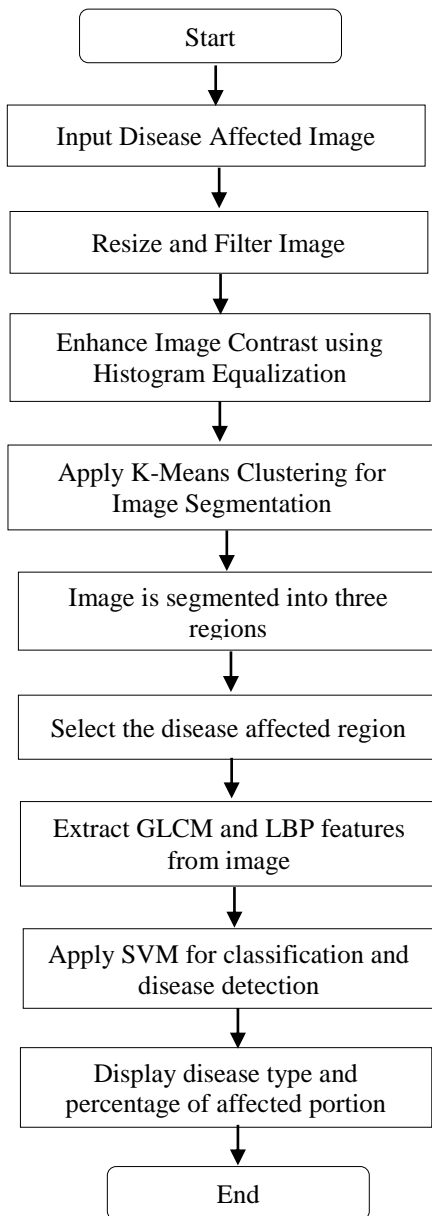 Start
Input Disease Affected Image
Resize and Filter Image
Enhance Image Contrast using
Histogram Equalization
Apply K-Means Clustering for
Image Segmentation
Image is segmented into three
regions
Select the disease affected region
Extract GLCM and LBP features
from image
Apply SVM for classification and
disease detection
Display disease type and
percentage of affected portion
End